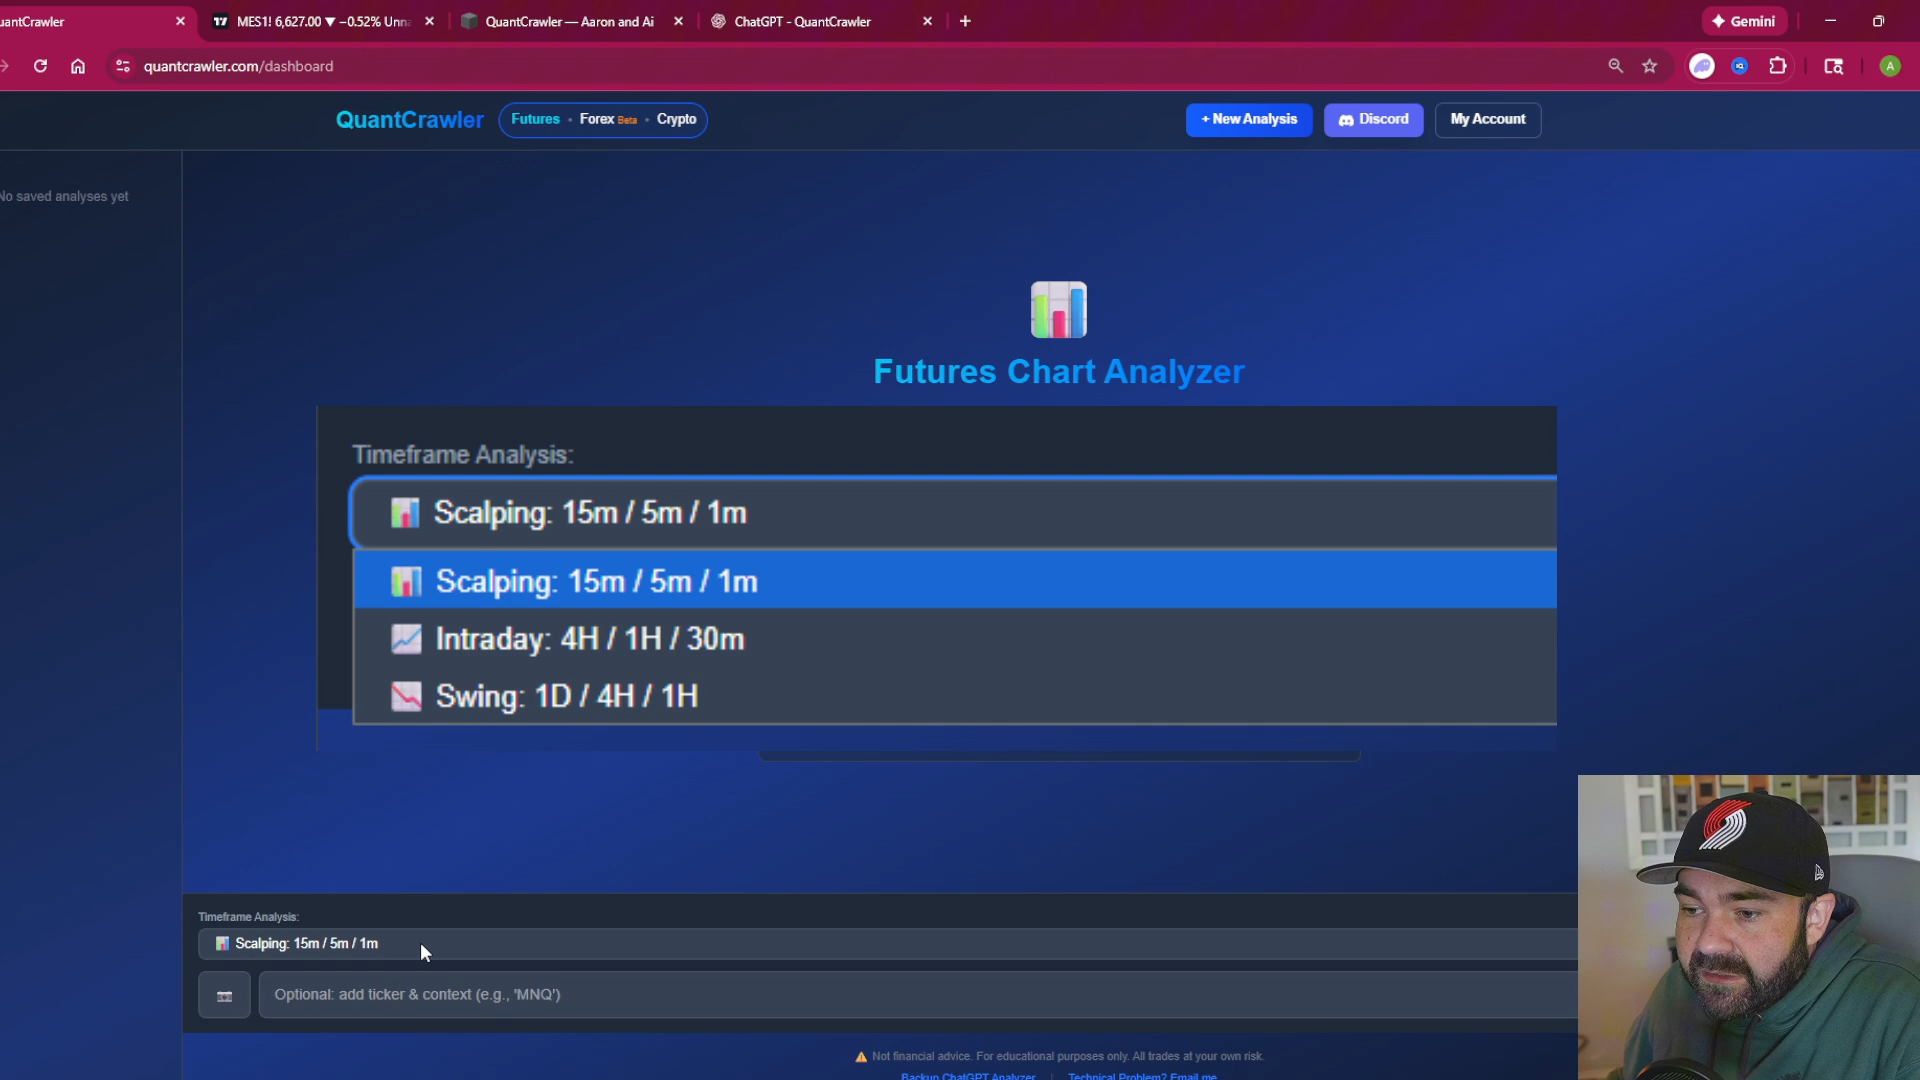 MES1! 6,627.00 ▼ −0.52% Unna
QuantCrawler — Aaron and Ai
ChatGPT - QuantCrawler
Gemini
quantcrawler.com/dashboard
A
QuantCrawler
Futures • Forex Beta • Crypto
+ New Analysis
Discord
My Account
No saved analyses yet
Futures Chart Analyzer
Timeframe Analysis:
Scalping: 15m / 5m / 1m
Scalping: 15m / 5m / 1m
Intraday: 4H / 1H / 30m
Swing: 1D / 4H / 1H
Timeframe Analysis:
Scalping: 15m / 5m / 1m
Optional: add ticker & context (e.g., 'MNQ')
Not financial advice. For educational purposes only. All trades at your own risk.
Backup ChatGPT Analyzer | Technical Problem? Email me